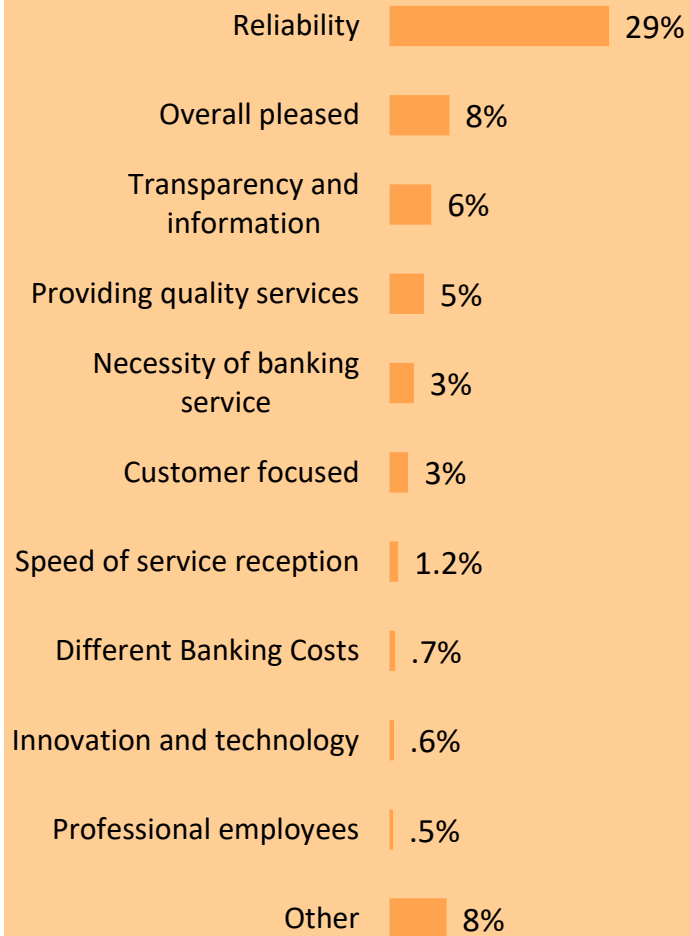 Reliability 29%
Overall pleased 8%
Transparency and
information 6%
Providing quality services 5%
Necessity of banking
service 3%
Customer focused 3%
Speed of service reception 1.2%
Different Banking Costs .7%
Innovation and technology .6%
Professional employees .5%
Other 8%